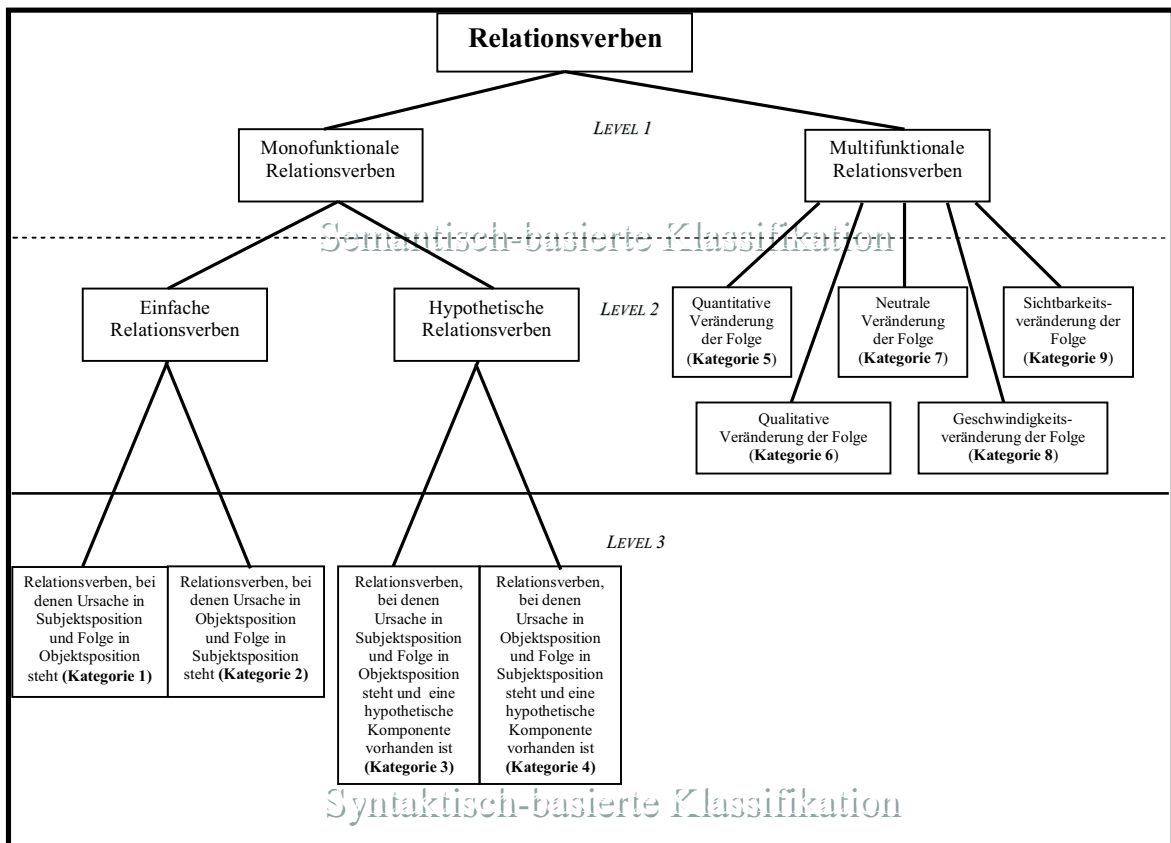 Relationsverben
LEVEL 1
Monofunktionale
Relationsverben
Multifunktionale
Relationsverben
Semantisch-basierte Klassifikation
LEVEL 2
Einfache
Relationsverben
Hypothetische
Relationsverben
Quantitative
Veränderung
der Folge
(Kategorie 5)
Neutrale
Veränderung
der Folge
(Kategorie 7)
Sichtbarkeits-
veränderung der
Folge
(Kategorie 9)
Qualitative
Veränderung der Folge
(Kategorie 6)
Geschwindigkeits-
veränderung der Folge
(Kategorie 8)
LEVEL 3
Relationsverben, bei
denen Ursache in
Subjektsposition
und Folge in
Objektsposition
steht (Kategorie 1)
Relationsverben, bei
denen Ursache in
Objektsposition
und Folge in
Subjektsposition
steht (Kategorie 2)
Relationsverben,
bei denen
Ursache in
Subjektsposition
und Folge in
Objektsposition
steht und eine
hypothetische
Komponente
vorhanden ist
(Kategorie 3)
Relationsverben,
bei denen
Ursache in
Objektsposition
und Folge in
Subjektsposition
steht und eine
hypothetische
Komponente
vorhanden ist
(Kategorie 4)
Syntaktisch-basierte Klassifikation